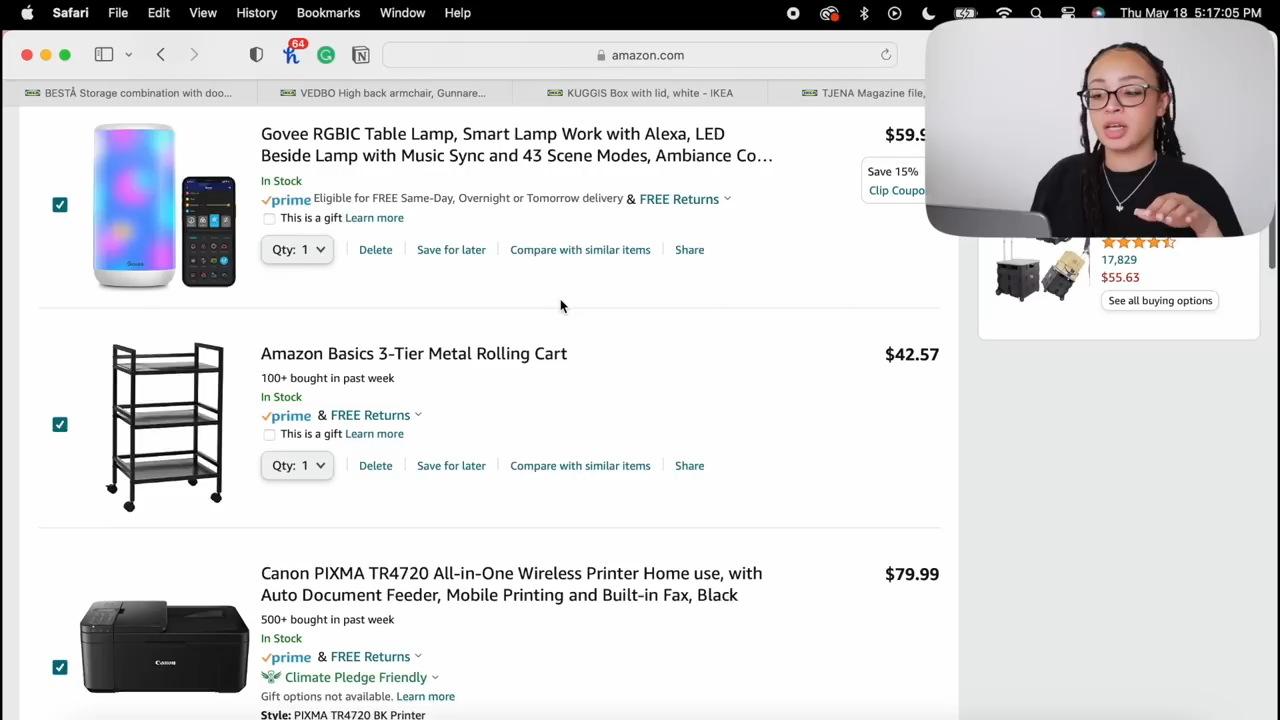 Safari File Edit View History Bookmarks Window Help Thu May 18 5:17:05 PM
64
amazon.com
BESTÅ Storage combination with doo... VEDBO High back armchair, Gunnare... KUGGIS Box with lid, white - IKEA TJENA Magazine file,
Govee RGBIC Table Lamp, Smart Lamp Work with Alexa, LED
Beside Lamp with Music Sync and 43 Scene Modes, Ambiance Co...
$59.9
In Stock
prime Eligible for FREE Same-Day, Overnight or Tomorrow delivery & FREE Returns
This is a gift Learn more
Qty: 1 Delete Save for later Compare with similar items Share
Save 15%
Clip Coupo
17,829
$55.63
See all buying options
Amazon Basics 3-Tier Metal Rolling Cart
$42.57
100+ bought in past week
In Stock
prime & FREE Returns
This is a gift Learn more
Qty: 1 Delete Save for later Compare with similar items Share
Canon PIXMA TR4720 All-in-One Wireless Printer Home use, with
Auto Document Feeder, Mobile Printing and Built-in Fax, Black
$79.99
500+ bought in past week
In Stock
prime & FREE Returns
Climate Pledge Friendly
Gift options not available. Learn more
Style: PIXMA TR4720 BK Printer
Canon
Govee